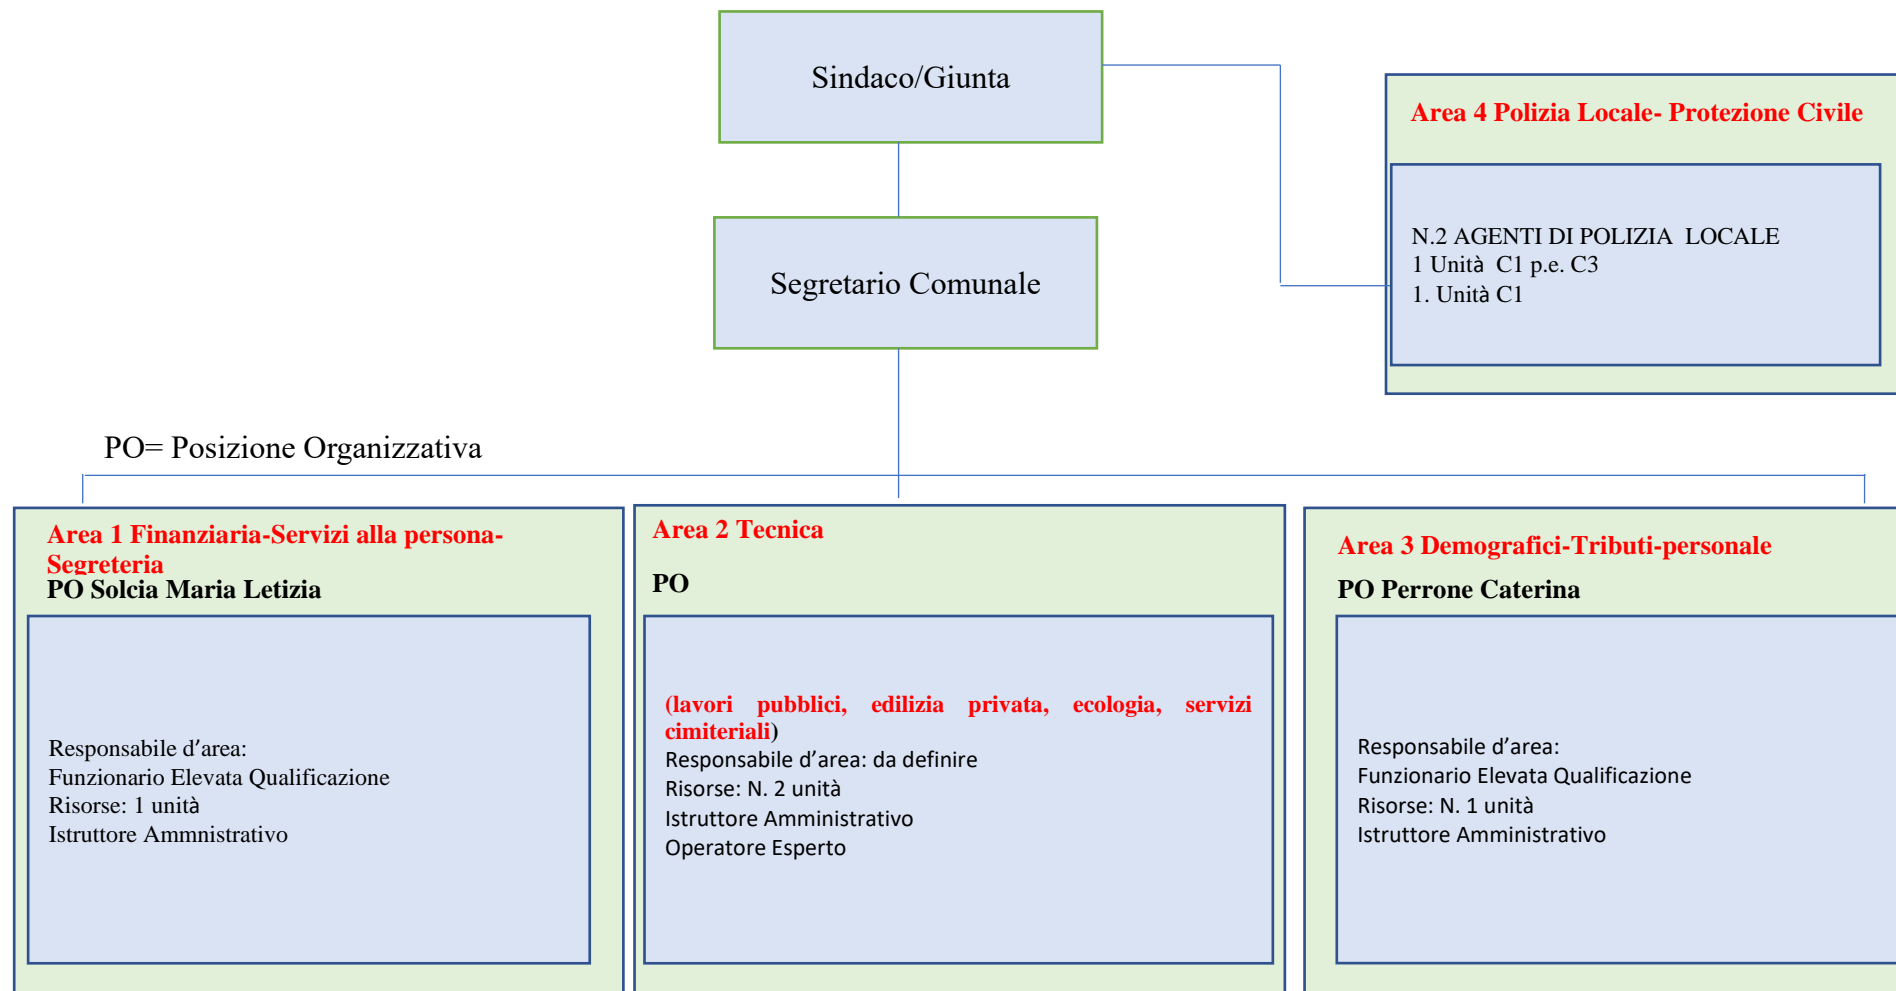 Sindaco/Giunta
Area 4 Polizia Locale- Protezione Civile
N.2 AGENTI DI POLIZIA  LOCALE
1 Unità  C1 p.e. C3
1. Unità C1
Segretario Comunale
PO= Posizione Organizzativa
Area 1 Finanziaria-Servizi alla persona-
Segreteria
PO Solcia Maria Letizia
Responsabile d’area:
Funzionario Elevata Qualificazione
Risorse: 1 unità
Istruttore Ammnistrativo
Area 2 Tecnica
PO
(lavori pubblici, edilizia privata, ecologia, servizi
cimiteriali)
Responsabile d’area: da definire
Risorse: N. 2 unità
Istruttore Amministrativo
Operatore Esperto
Area 3 Demografici-Tributi-personale
PO Perrone Caterina
Responsabile d’area:
Funzionario Elevata Qualificazione
Risorse: N. 1 unità
Istruttore Amministrativo